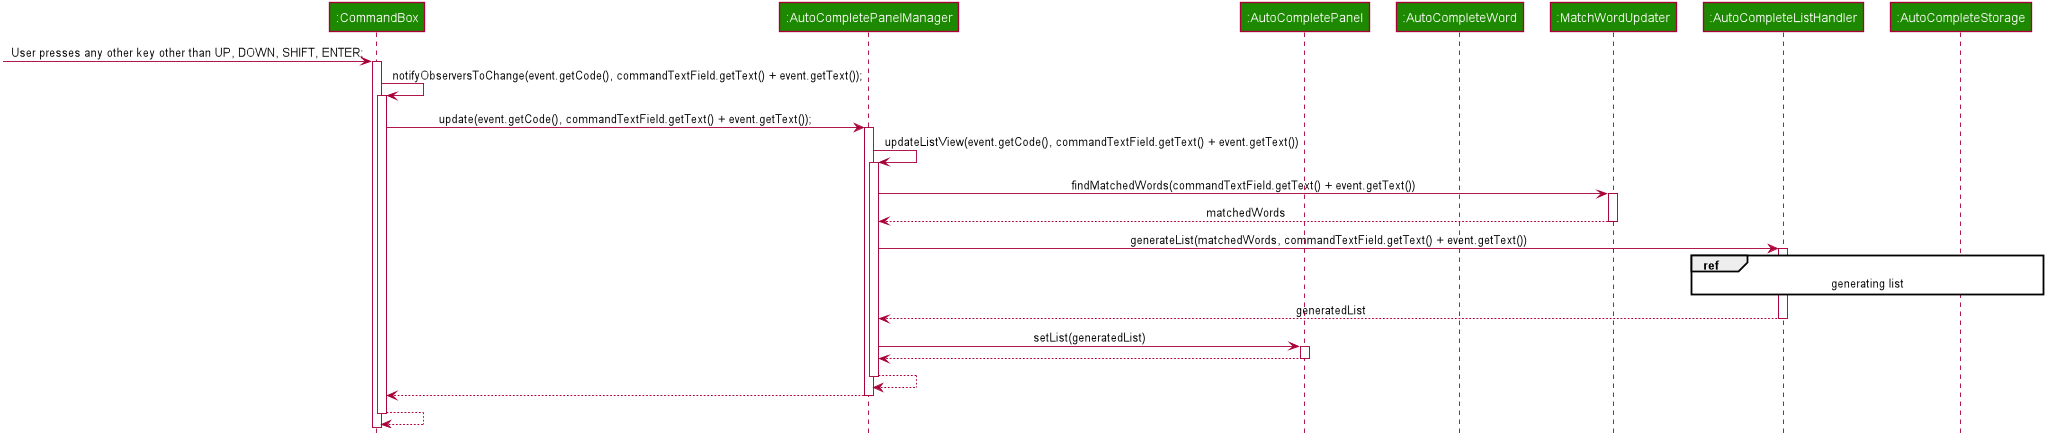 :CommandBox
:AutoCompletePanelManager
:AutoCompletePanel
:AutoCompleteWord
:MatchWordUpdater
:AutoCompleteListHandler
:AutoCompleteStorage
User presses any other key other than UP, DOWN, SHIFT, ENTER;
notifyObserversToChange(event.getCode(), commandTextField.getText() + event.getText());
update(event.getCode(), commandTextField.getText() + event.getText());
updateListView(event.getCode(), commandTextField.getText() + event.getText())
findMatchedWords(commandTextField.getText() + event.getText())
matchedWords
generateList(matchedWords, commandTextField.getText() + event.getText())
ref
generating list
generatedList
setList(generatedList)